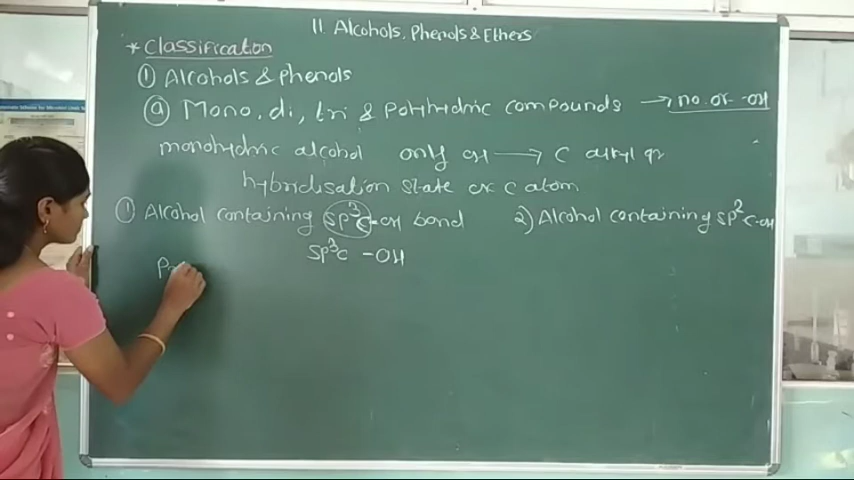 11. Alcohols, Phenols & Ethers
* Classification
① Alcohols & Phenols
ⓐ Mono, di, tri & Polyhydric compounds → no. of -OH
monohydric alcohol only OH → C alkyl gr
hybridisation state of C atom
① Alcohol containing SP³C-OH bond 2) Alcohol containing SP²C-OH
SP³C -OH